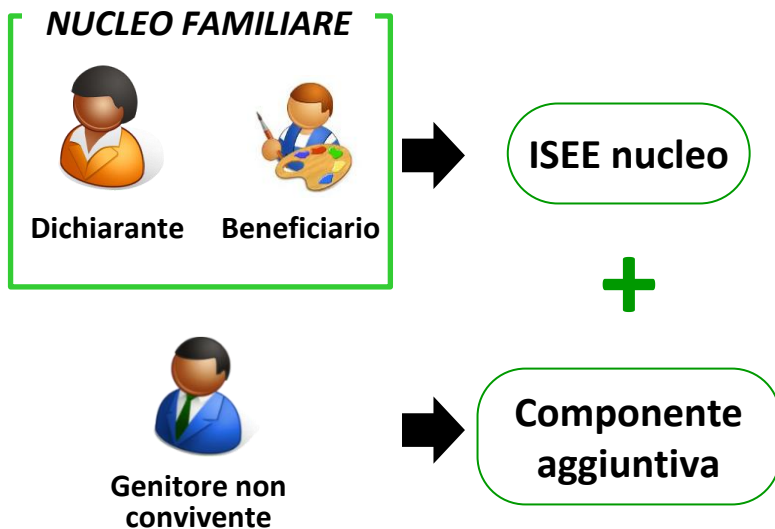 NUCLEO FAMILIARE
Dichiarante
Beneficiario
ISEE nucleo
+
Genitore non
convivente
Componente
aggiuntiva